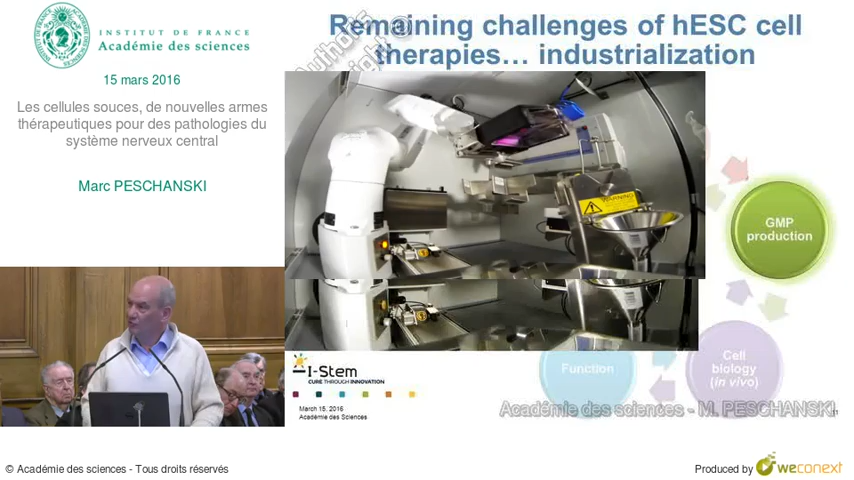 INSTITUT DE FRANCE
Académie des sciences
15 mars 2016
Les cellules souces, de nouvelles armes
thérapeutiques pour des pathologies du
système nerveux central
Marc PESCHANSKI
Remaining challenges of hESC cell
therapies... industrialization
WARNING
GMP
production
Function
Cell
biology
(in vivo)
I-Stem
CURE THROUGH INNOVATION
March 15, 2016
Académie des Sciences
Académie des sciences - M. PESCHANSKI
11
© Académie des sciences - Tous droits réservés
Produced by weconext